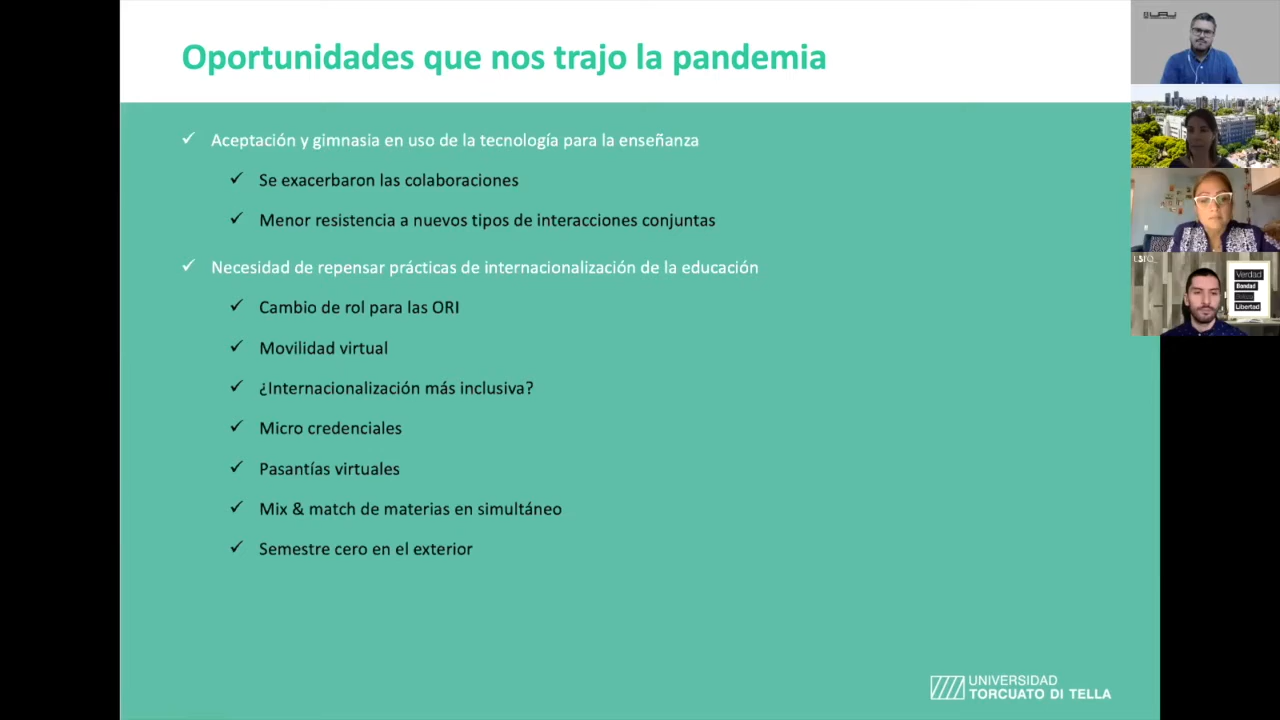 Oportunidades que nos trajo la pandemia
Aceptación y gimnasia en uso de la tecnología para la enseñanza
Se exacerbaron las colaboraciones
Menor resistencia a nuevos tipos de interacciones conjuntas
Necesidad de repensar prácticas de internacionalización de la educación
Cambio de rol para las ORI
Movilidad virtual
¿Internacionalización más inclusiva?
Micro credenciales
Pasantías virtuales
Mix & match de materias en simultáneo
Semestre cero en el exterior
UNIVERSIDAD
TORCUATO DI TELLA
Verdad
Bondad
Libertad